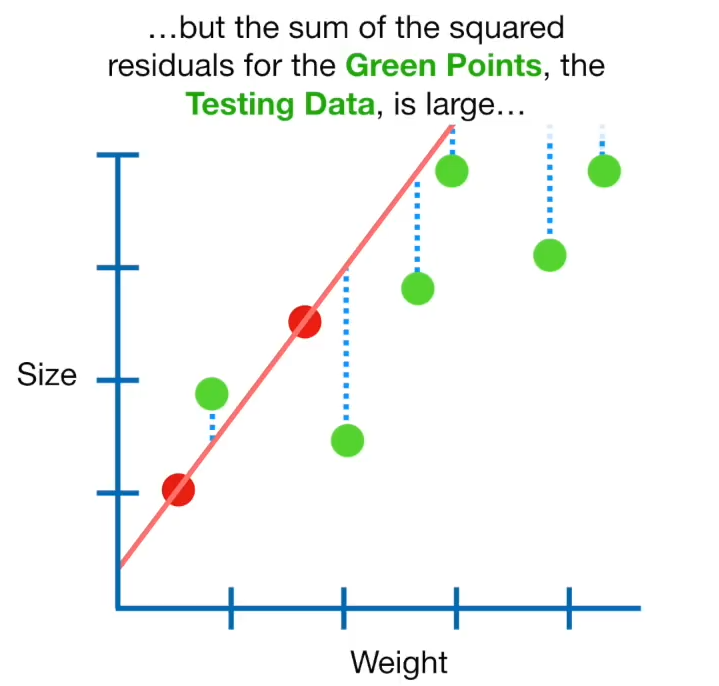 …but the sum of the squared
residuals for the Green Points, the
Testing Data, is large…
Size
Weight